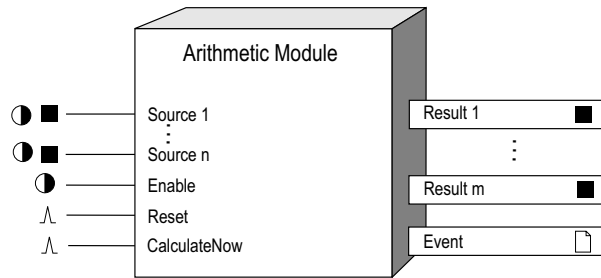 Arithmetic Module
Source 1
Result 1
Source n
Enable
Result m
Reset
CalculateNow
Event